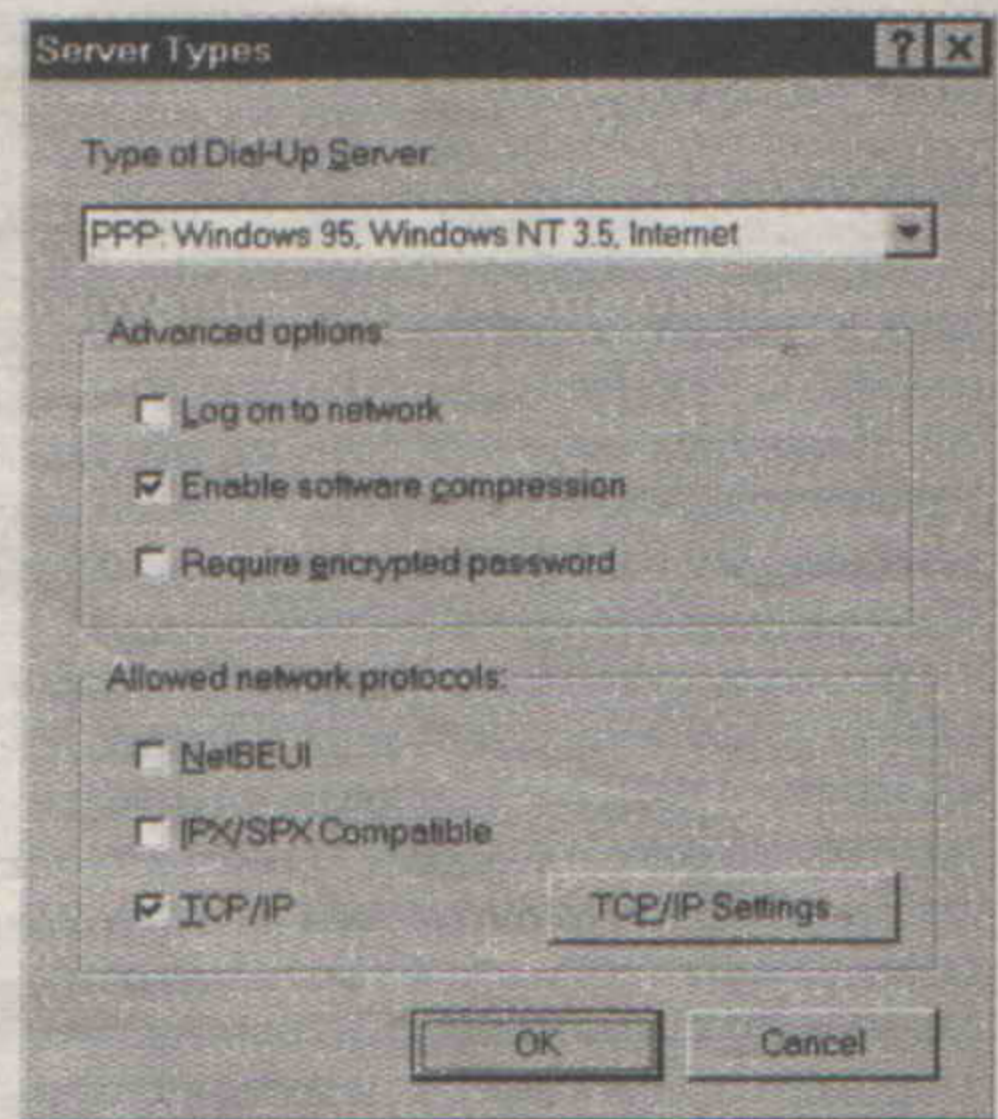 Server Types
Type of Dial-Up Server:
PPP: Windows 95, Windows NT 3.5, Internet
Advanced options:
Log on to network
Enable software compression
Require encrypted password
Allowed network protocols:
NetBEUI
IPX/SPX Compatible
TCP/IP
TCP/IP Settings...
OK
Cancel